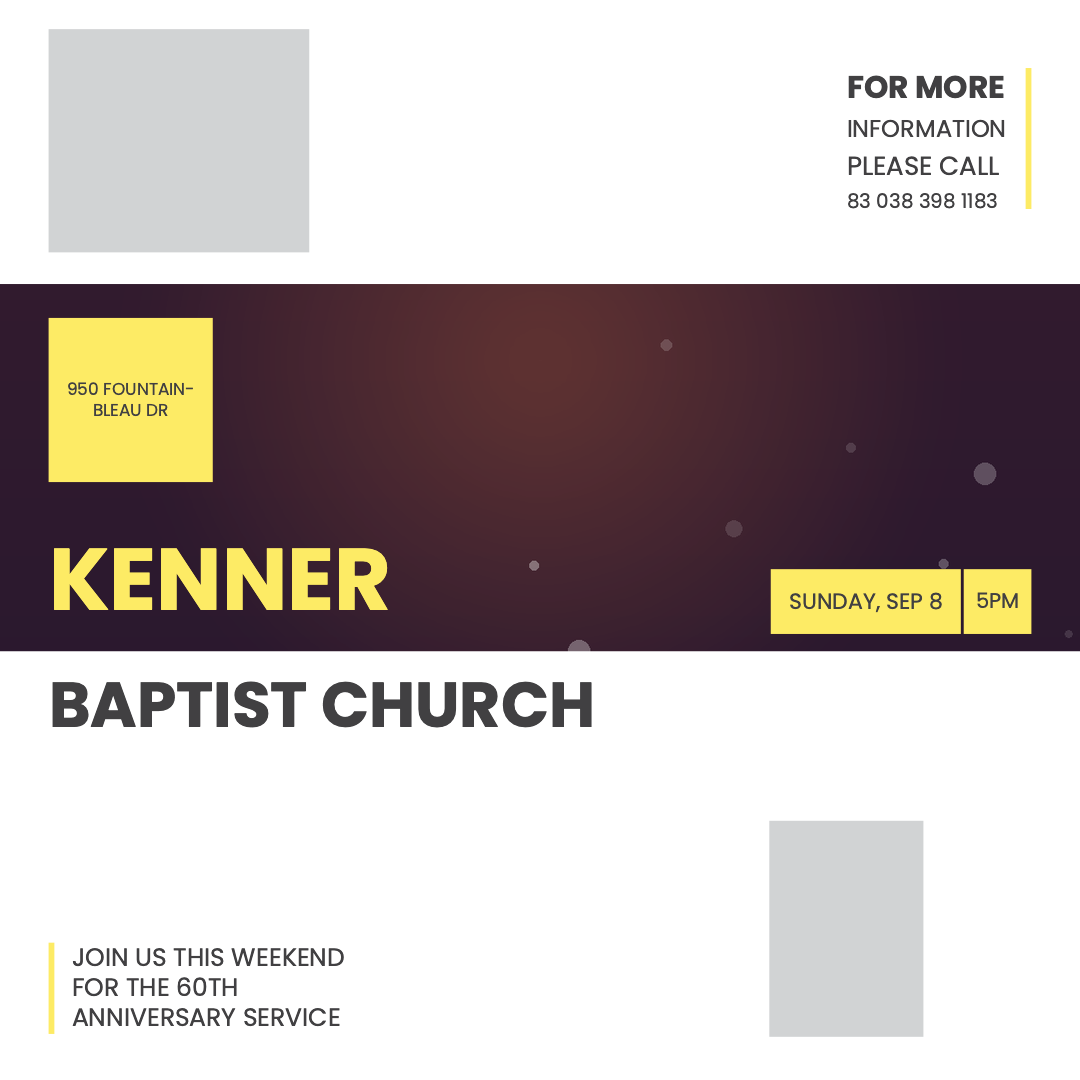 FOR MORE
INFORMATION
PLEASE CALL
83 038 398 1183
950 FOUNTAIN-
BLEAU DR
KENNER
SUNDAY, SEP 8
5PM
BAPTIST CHURCH
JOIN US THIS WEEKEND
FOR THE 60TH
ANNIVERSARY SERVICE